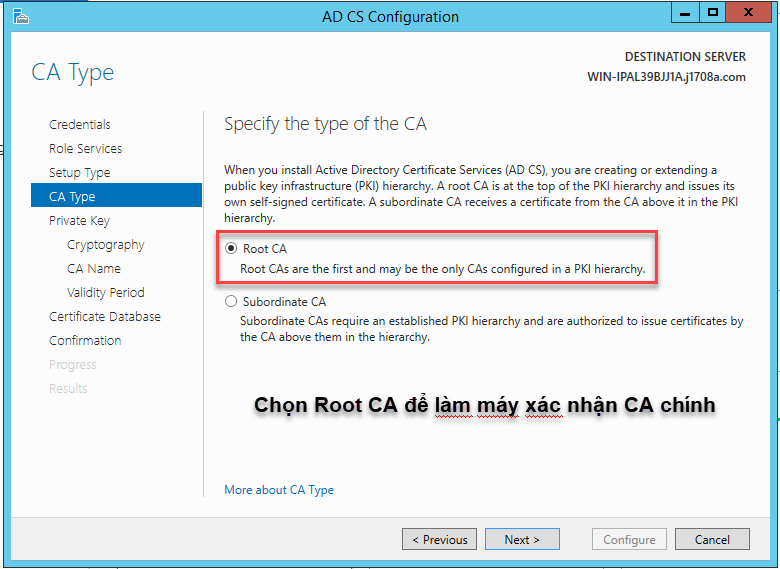 AD CS Configuration
CA Type
DESTINATION SERVER
WIN-IPAL39BJJ1A.j1708a.com
Credentials
Role Services
Setup Type
CA Type
Private Key
Cryptography
CA Name
Validity Period
Certificate Database
Confirmation
Progress
Results
Specify the type of the CA
When you install Active Directory Certificate Services (AD CS), you are creating or extending a
public key infrastructure (PKI) hierarchy. A root CA is at the top of the PKI hierarchy and issues its
own self-signed certificate. A subordinate CA receives a certificate from the CA above it in the PKI
hierarchy.
Root CA
Root CAs are the first and may be the only CAs configured in a PKI hierarchy.
Subordinate CA
Subordinate CAs require an established PKI hierarchy and are authorized to issue certificates by
the CA above them in the hierarchy.
Chọn Root CA để làm máy xác nhận CA chính
More about CA Type
< Previous
Next >
Configure
Cancel